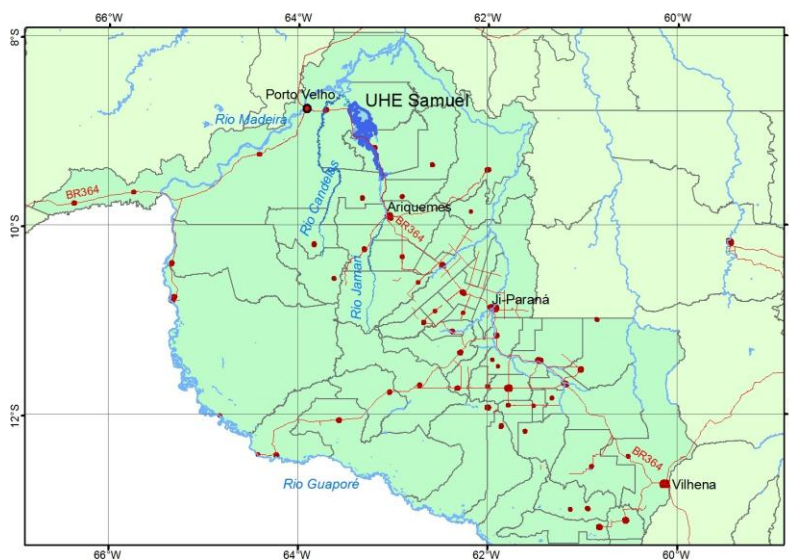 66°W 64°W 62°W 60°W
8°S
Porto Velho
UHE Samuel
Rio Madeira
BR364
Rio Candeias
Ariquemes
10°S
BR364
Rio Jamari
Ji-Paraná
12°S
BR364
Rio Guaporé
Vilhena
66°W 64°W 62°W 60°W